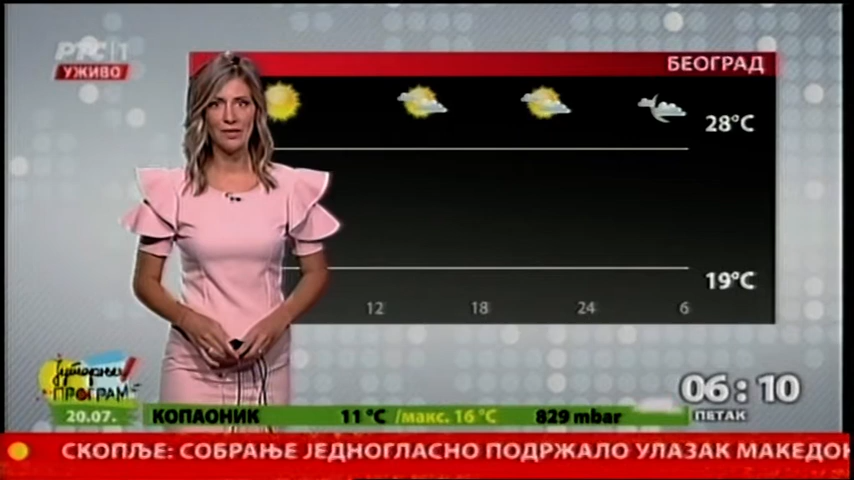 РТС|1
УЖИВО
БЕОГРАД
28°C
19°C
12 18 24 6
Јутарњи
ПРОГРАМ
06:10
ПЕТАК
20.07. КОПАОНИК 11 °C /макс. 16 °C 829 mbar
СКОПЉЕ: СОБРАЊЕ ЈЕДНОГЛАСНО ПОДРЖАЛО УЛАЗАК МАКЕДОН